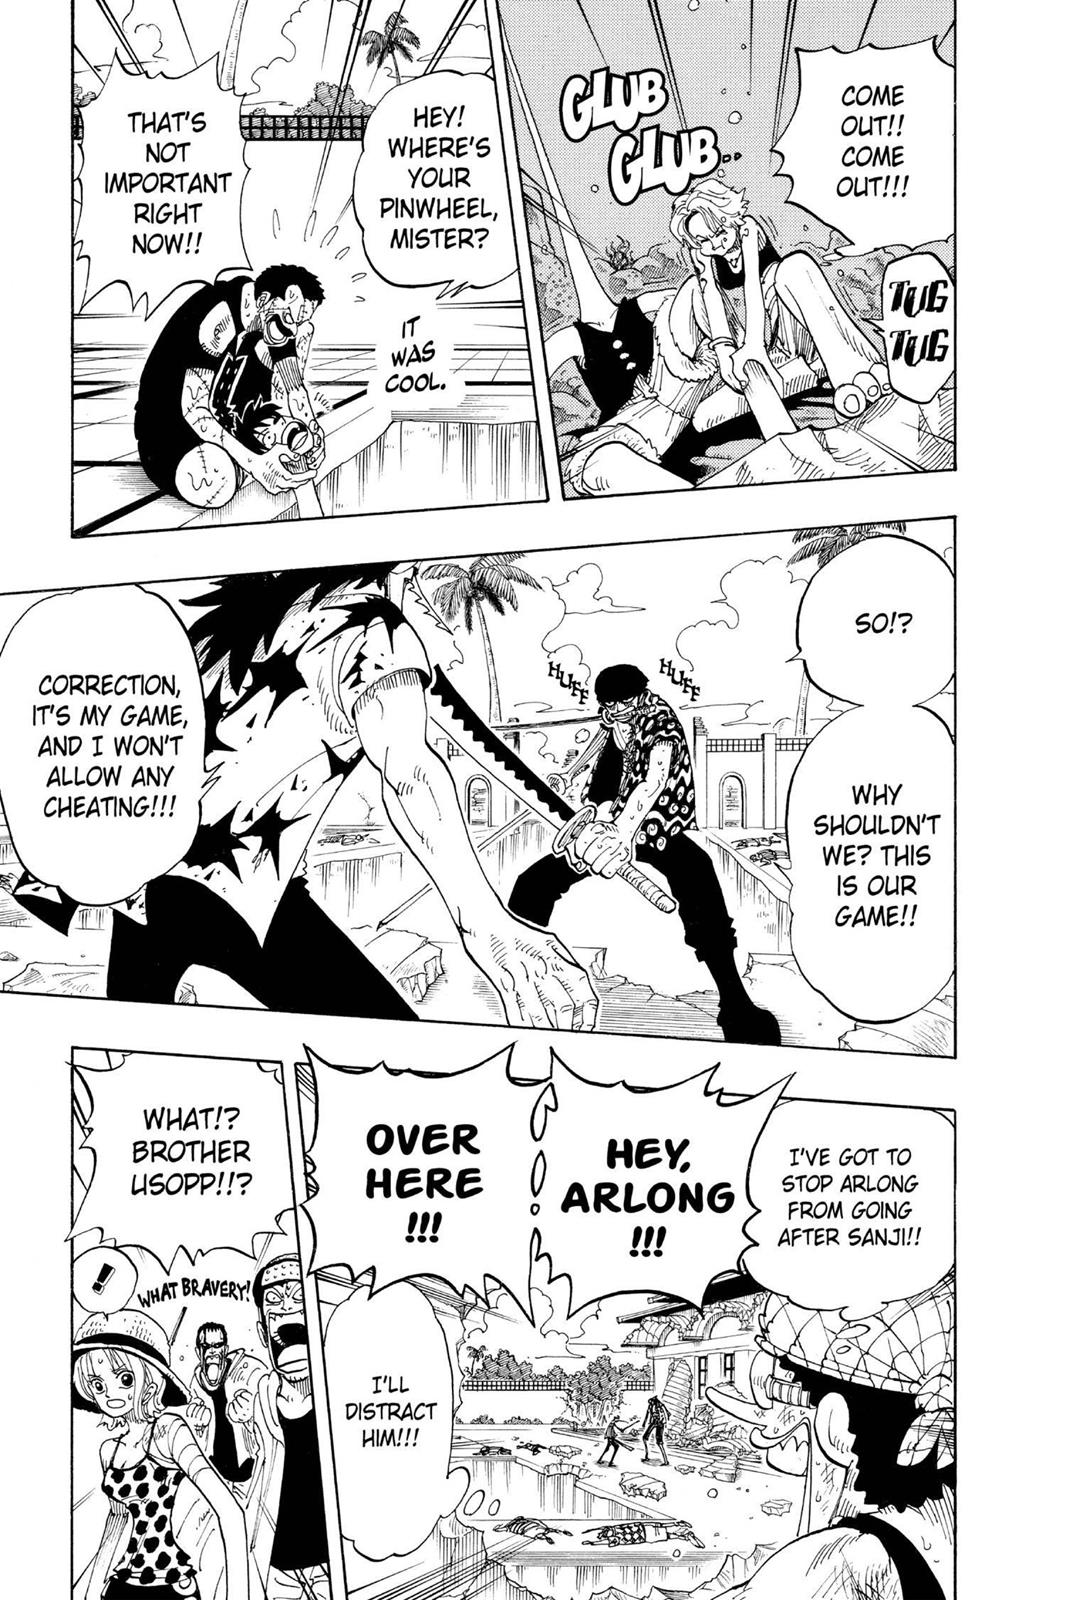 COME
OUT!!
COME
OUT!!!
GLUB
GLUB..
TUG
TUG
HEY!
WHERE'S
YOUR
PINWHEEL,
MISTER?
IT
WAS
COOL.
THAT'S
NOT
IMPORTANT
RIGHT
NOW!!
SO!?
WHY
SHOULDN'T
WE? THIS
IS OUR
GAME!!
HUFF
HUFF
CORRECTION,
IT'S MY GAME,
AND I WON'T
ALLOW ANY
CHEATING!!!
I'VE GOT TO
STOP ARLONG
FROM GOING
AFTER SANJI!!
HEY,
ARLONG
!!!
OVER
HERE
!!!
I'LL
DISTRACT
HIM!!!
WHAT!?
BROTHER
USOPP!!?
WHAT BRAVERY!
!